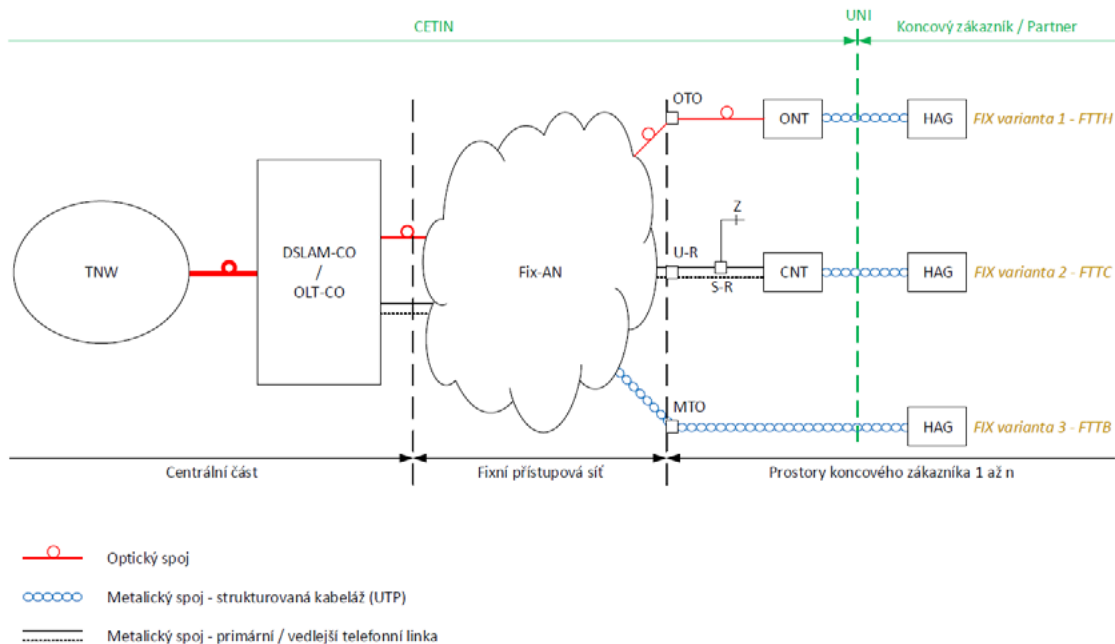 CETIN
UNI
Koncový zákazník / Partner
OTO
ONT
HAG
FIX varianta 1 - FTTH
TNW
DSLAM-CO
/
OLT-CO
Fix-AN
Z
U-R
S-R
CNT
HAG
FIX varianta 2 - FTTC
MTO
HAG
FIX varianta 3 - FTTB
Centrální část
Fixní přístupová síť
Prostory koncového zákazníka 1 až n
Optický spoj
Metalický spoj - strukturovaná kabeláž (UTP)
Metalický spoj - primární / vedlejší telefonní linka